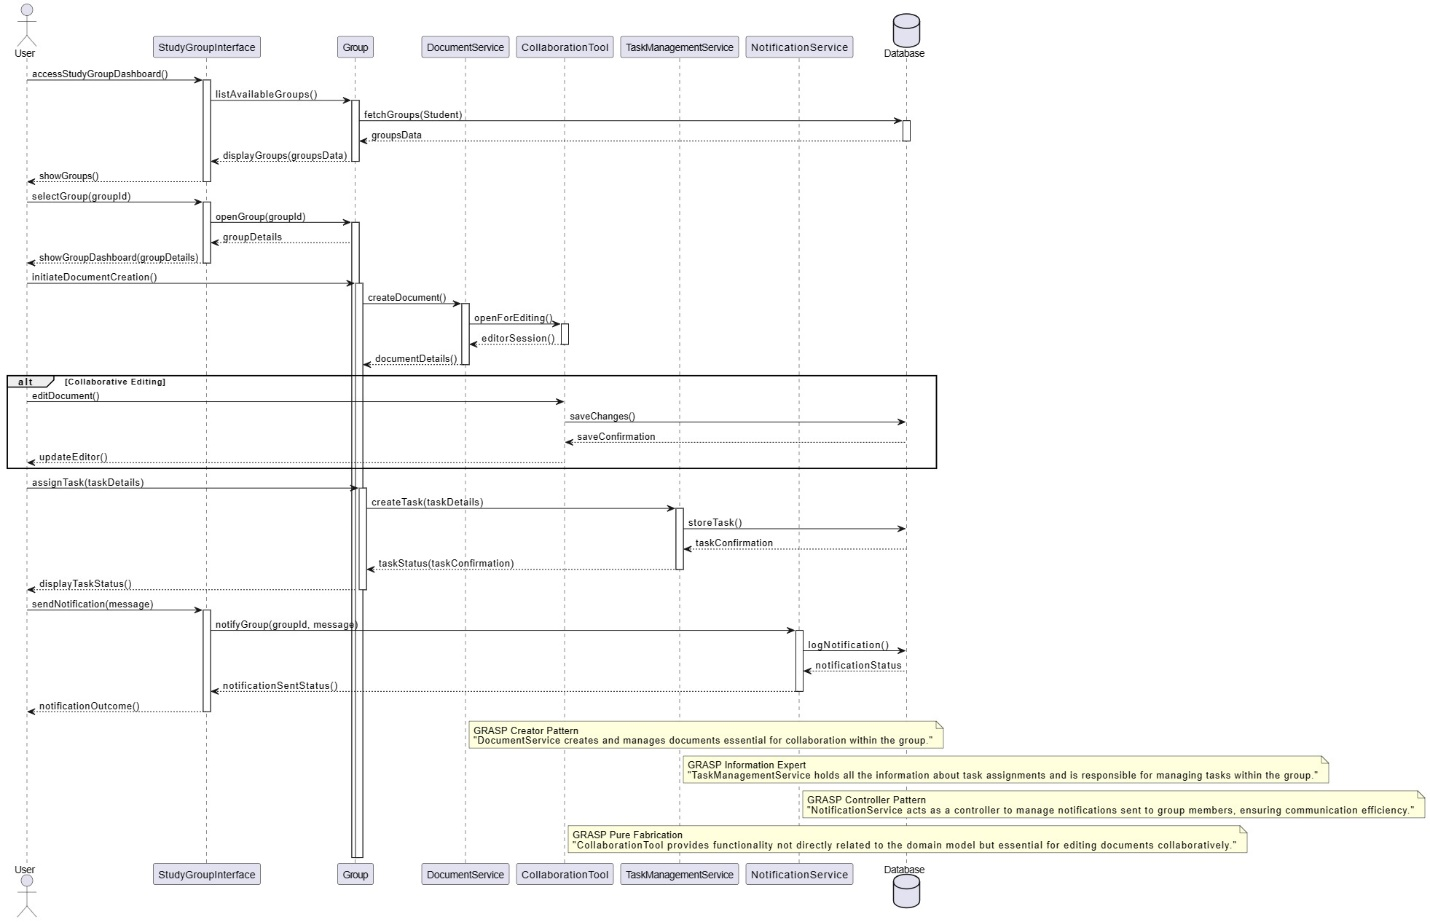 User
StudyGroupInterface
Group
DocumentService
CollaborationTool
TaskManagementService
NotificationService
Database
accessStudyGroupDashboard()
listAvailableGroups()
fetchGroups(Student)
groupsData
displayGroups(groupsData)
showGroups()
selectGroup(groupId)
openGroup(groupId)
groupDetails
showGroupDashboard(groupDetails)
initiateDocumentCreation()
createDocument()
openForEditing()
editorSession()
documentDetails()
alt
[Collaborative Editing]
editDocument()
saveChanges()
saveConfirmation
updateEditor()
assignTask(taskDetails)
createTask(taskDetails)
storeTask()
taskConfirmation
taskStatus(taskConfirmation)
displayTaskStatus()
sendNotification(message)
notifyGroup(groupId, message)
logNotification()
notificationStatus
notificationSentStatus()
notificationOutcome()
GRASP Creator Pattern
"DocumentService creates and manages documents essential for collaboration within the group."
GRASP Information Expert
"TaskManagementService holds all the information about task assignments and is responsible for managing tasks within the group."
GRASP Controller Pattern
"NotificationService acts as a controller to manage notifications sent to group members, ensuring communication efficiency."
GRASP Pure Fabrication
"CollaborationTool provides functionality not directly related to the domain model but essential for editing documents collaboratively."
User
StudyGroupInterface
Group
DocumentService
CollaborationTool
TaskManagementService
NotificationService
Database